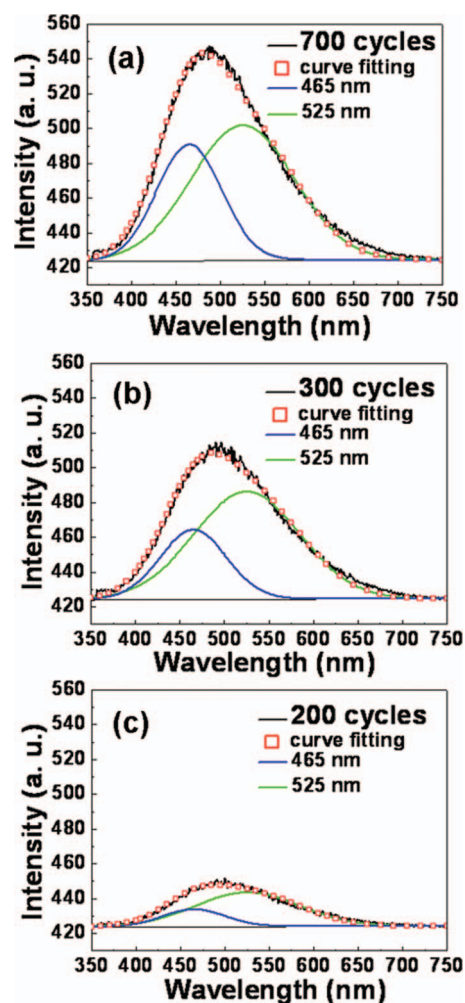 (a)
700 cycles
curve fitting
465 nm
525 nm
Intensity (a. u.)
560
540
520
500
480
460
440
420
350 400 450 500 550 600 650 700 750
Wavelength (nm)
(b)
300 cycles
curve fitting
465 nm
525 nm
Intensity (a. u.)
560
540
520
500
480
460
440
420
350 400 450 500 550 600 650 700 750
Wavelength (nm)
(c)
200 cycles
curve fitting
465 nm
525 nm
Intensity (a. u.)
560
540
520
500
480
460
440
420
350 400 450 500 550 600 650 700 750
Wavelength (nm)